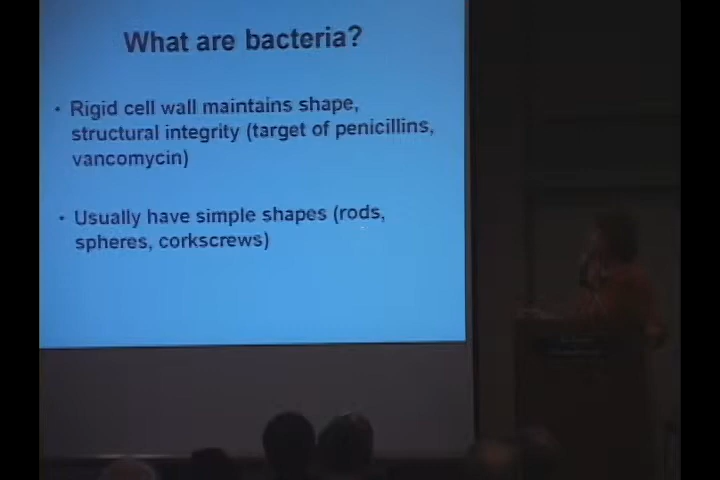 What are bacteria?
• Rigid cell wall maintains shape,
structural integrity (target of penicillins,
vancomycin)
• Usually have simple shapes (rods,
spheres, corkscrews)